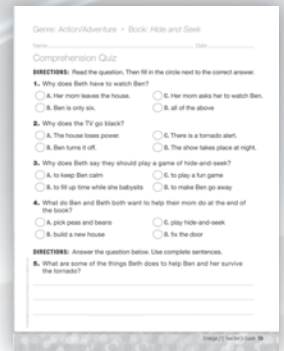 Genre: Action/Adventure • Book: Hide and Seek
Name Date
Comprehension Quiz
DIRECTIONS: Read the question. Then fill in the circle next to the correct answer.
1. Why does Beth have to watch Ben?
A. Her mom leaves the house. C. Her mom asks her to watch Ben.
B. Ben is only six. D. all of the above
2. Why does the TV go black?
A. The house loses power. C. There is a tornado alert.
B. Ben turns it off. D. The show takes place at night.
3. Why does Beth say they should play a game of hide-and-seek?
A. to keep Ben calm C. to play a fun game
B. to fill up time while she babysits D. to make Ben go away
4. What do Ben and Beth both want to help their mom do at the end of
the book?
A. pick peas and beans C. play hide-and-seek
B. build a new house D. fix the door
DIRECTIONS: Answer the question below. Use complete sentences.
5. What are some of the things Beth does to help Ben and her survive
the tornado?
Teacher's Guide